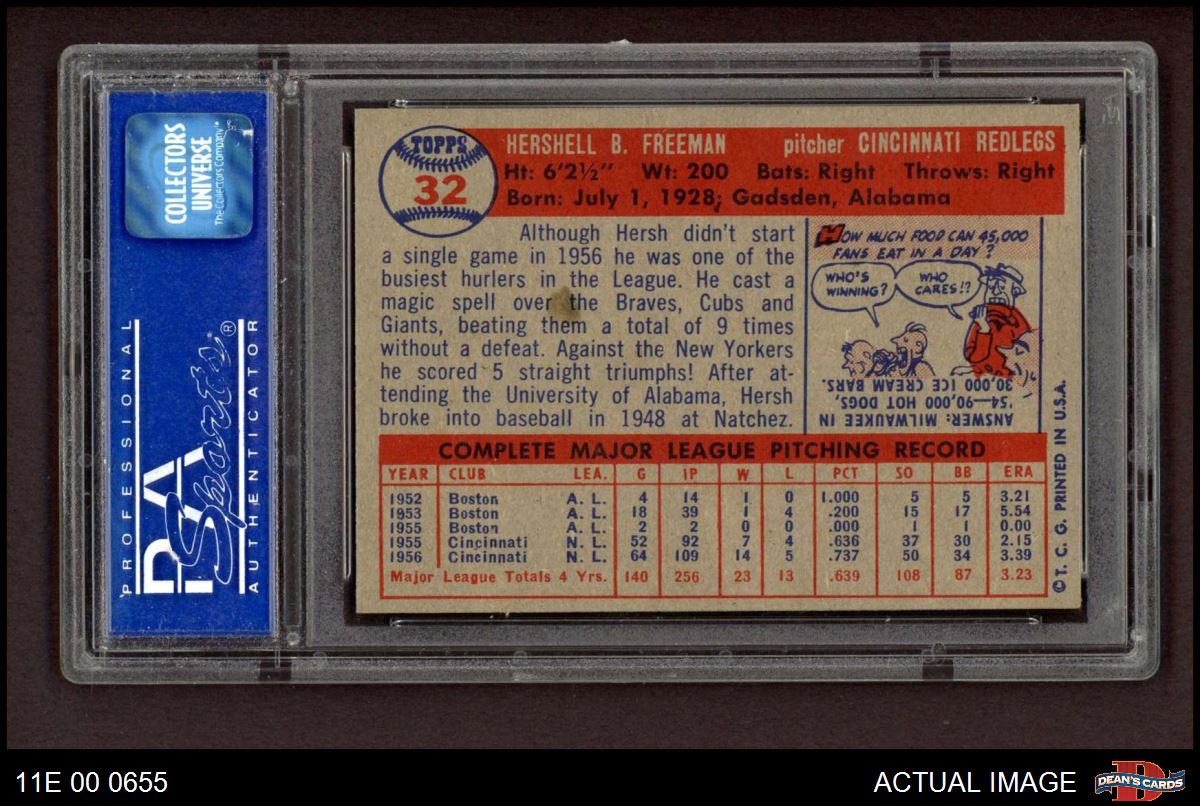 COLLECTORS
UNIVERSE
The Collectors Company
PROFESSIONAL
PSA
Sports
®
AUTHENTICATOR
TOPPS
32
HERSHELL B. FREEMAN pitcher CINCINNATI REDLEGS
Ht: 6'2½" Wt: 200 Bats: Right Throws: Right
Born: July 1, 1928; Gadsden, Alabama
Although Hersh didn't start
a single game in 1956 he was one of the
busiest hurlers in the League. He cast a
magic spell over the Braves, Cubs and
Giants, beating them a total of 9 times
without a defeat. Against the New Yorkers
he scored 5 straight triumphs! After at-
tending the University of Alabama, Hersh
broke into baseball in 1948 at Natchez.
HOW MUCH FOOD CAN 45,000
FANS EAT IN A DAY?
WHO'S
WINNING?
WHO
CARES!?
ANSWER: MILWAUKEE IN
'54—90,000 HOT DOGS,
30,000 ICE CREAM BARS.
COMPLETE MAJOR LEAGUE PITCHING RECORD
YEAR CLUB LEA. G IP W L PCT SO BB ERA
1952 Boston A. L. 4 14 1 0 1.000 5 5 3.21
1953 Boston A. L. 18 39 1 4 .200 15 17 5.54
1955 Boston A. L. 2 2 0 0 .000 1 1 0.00
1955 Cincinnati N. L. 52 92 7 4 .636 37 30 2.15
1956 Cincinnati N. L. 64 109 14 5 .737 50 34 3.39
Major League Totals 4 Yrs. 140 256 23 13 .639 108 87 3.23
©T. C. G. PRINTED IN U.S.A.
11E 00 0655
ACTUAL IMAGE
DEAN'S CARDS